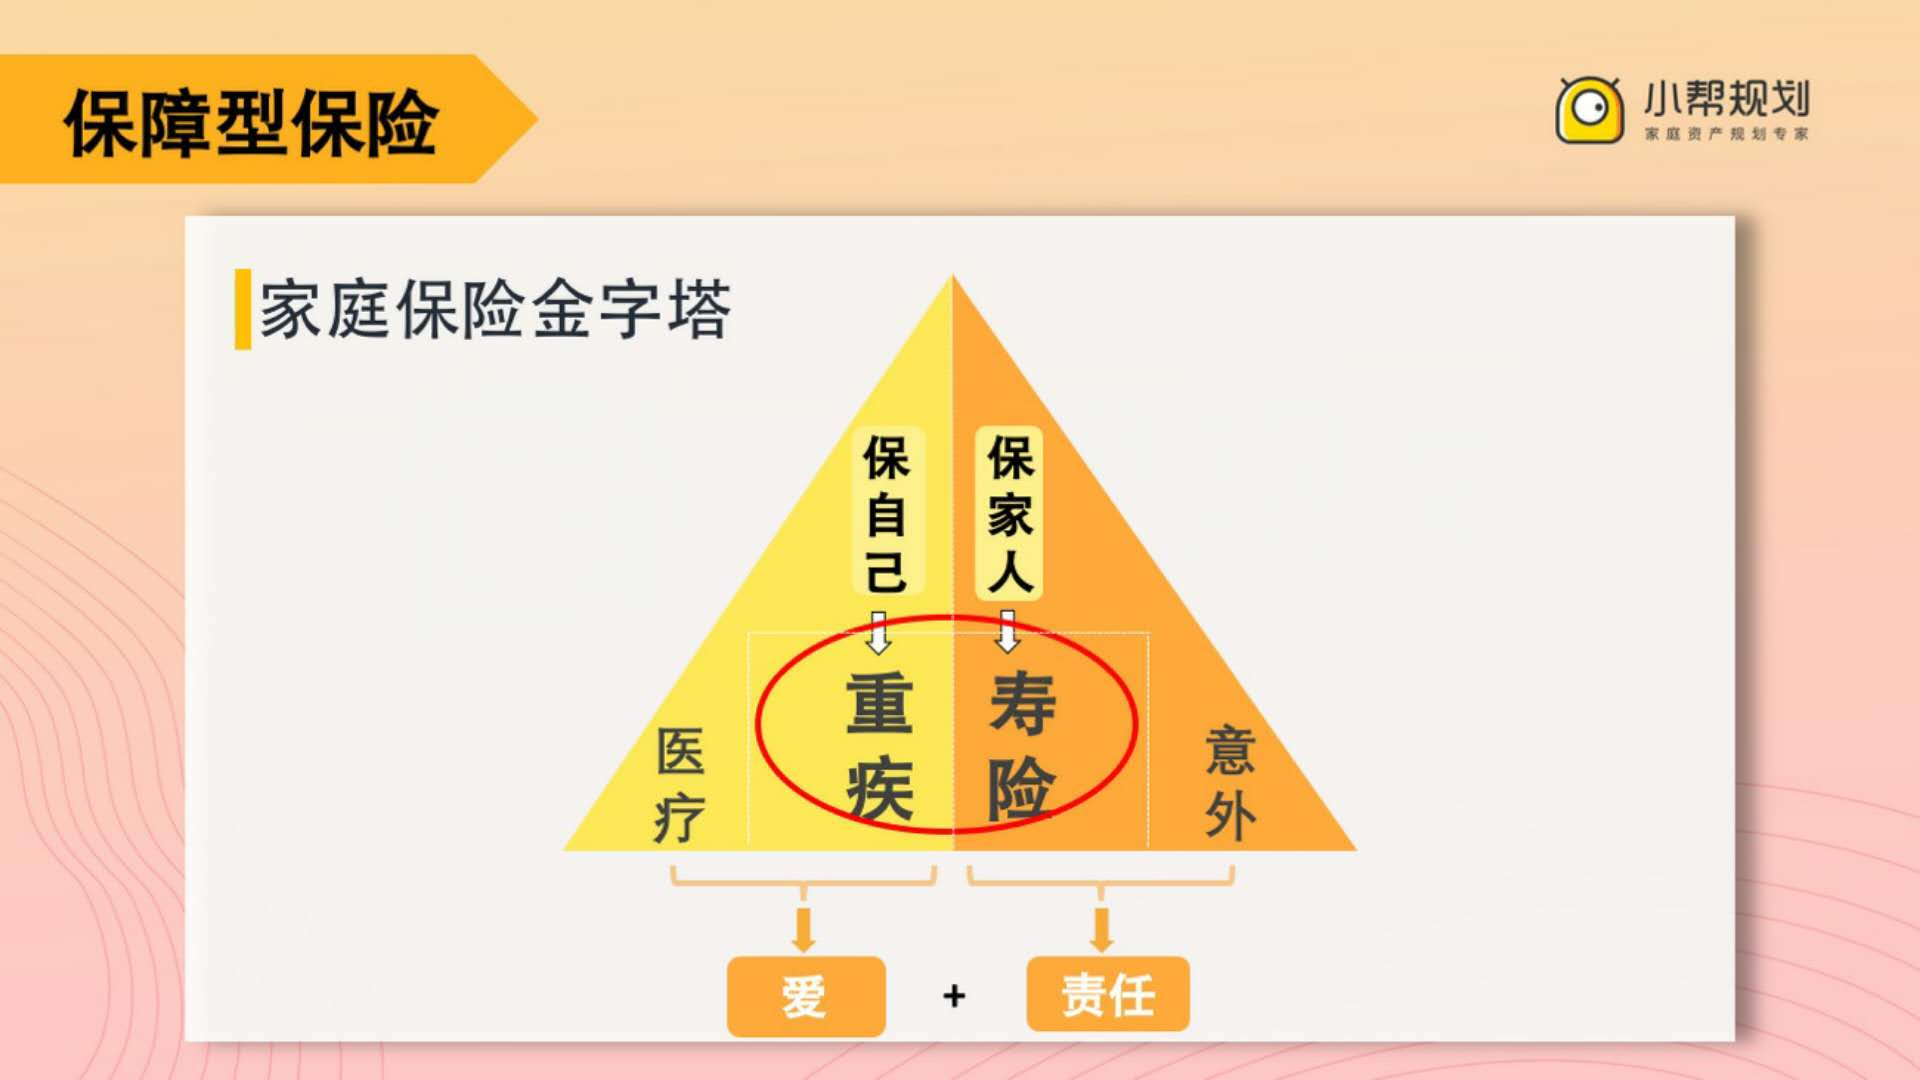 保障型保险
小帮规划
家庭资产规划专家
家庭保险金字塔
保自己
保家人
重疾
寿险
医疗
意外
爱
+
责任